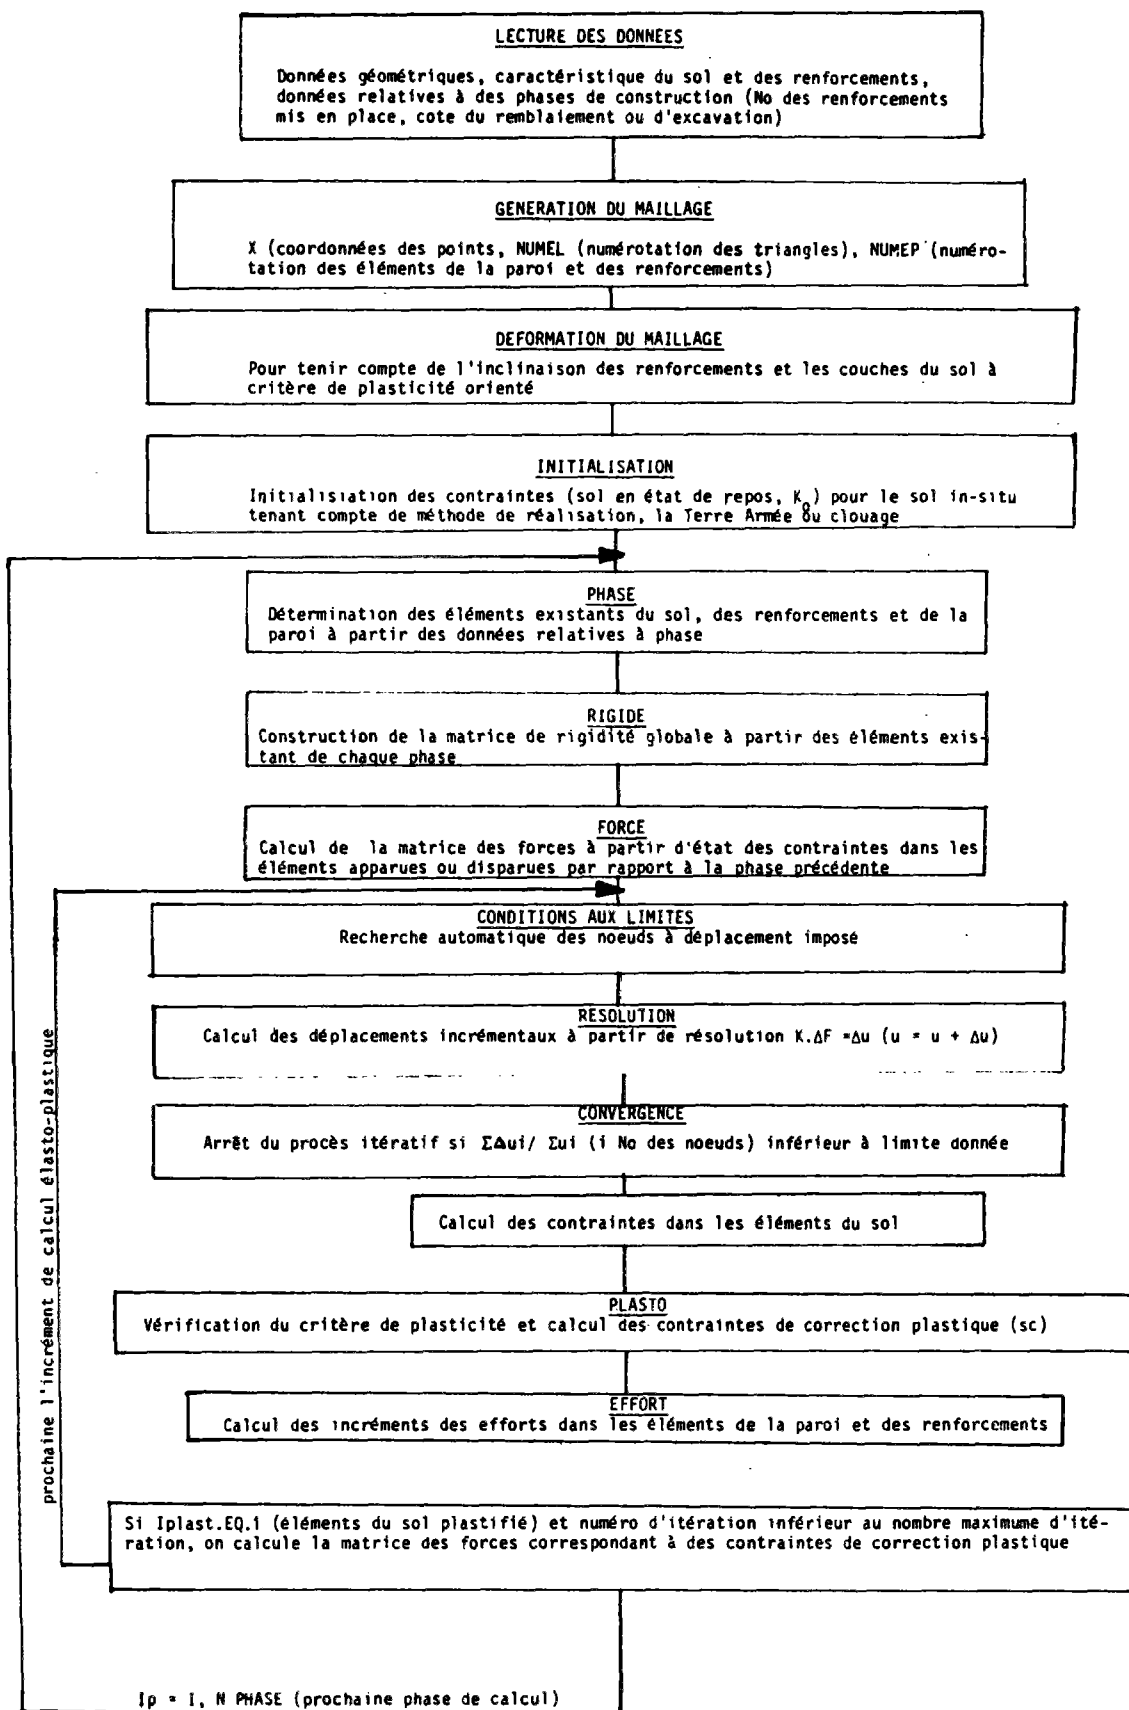 LECTURE DES DONNEES
Données géométriques, caractéristique du sol et des renforcements,
données relatives à des phases de construction (No des renforcements
mis en place, cote du remblaiement ou d'excavation)
GENERATION DU MAILLAGE
X (coordonnées des points, NUMEL (numérotation des triangles), NUMEP (numéro-
tation des éléments de la paroi et des renforcements)
DEFORMATION DU MAILLAGE
Pour tenir compte de l'inclinaison des renforcements et les couches du sol à
critère de plasticité orienté
INITIALISATION
Initialisiation des contraintes (sol en état de repos, K₀) pour le sol in-situ
tenant compte de méthode de réalisation, la Terre Armée ou clouage
PHASE
Détermination des éléments existants du sol, des renforcements et de la
paroi à partir des données relatives à phase
RIGIDE
Construction de la matrice de rigidité globale à partir des éléments exis-
tant de chaque phase
FORCE
Calcul de la matrice des forces à partir d'état des contraintes dans les
éléments apparues ou disparues par rapport à la phase précédente
CONDITIONS AUX LIMITES
Recherche automatique des noeuds à déplacement imposé
RESOLUTION
Calcul des déplacements incrémentaux à partir de résolution K.ΔF =Δu (u = u + Δu)
CONVERGENCE
Arrêt du procès itératif si ΣΔui/ Σui (i No des noeuds) inférieur à limite donnée
Calcul des contraintes dans les éléments du sol
PLASTO
Vérification du critère de plasticité et calcul des contraintes de correction plastique (sc)
EFFORT
Calcul des incréments des efforts dans les éléments de la paroi et des renforcements
prochaine l'incrément de calcul élasto-plastique
Si Iplast.EQ.1 (éléments du sol plastifié) et numéro d'itération inférieur au nombre maximume d'ité-
ration, on calcule la matrice des forces correspondant à des contraintes de correction plastique
Ip = I, N PHASE (prochaine phase de calcul)